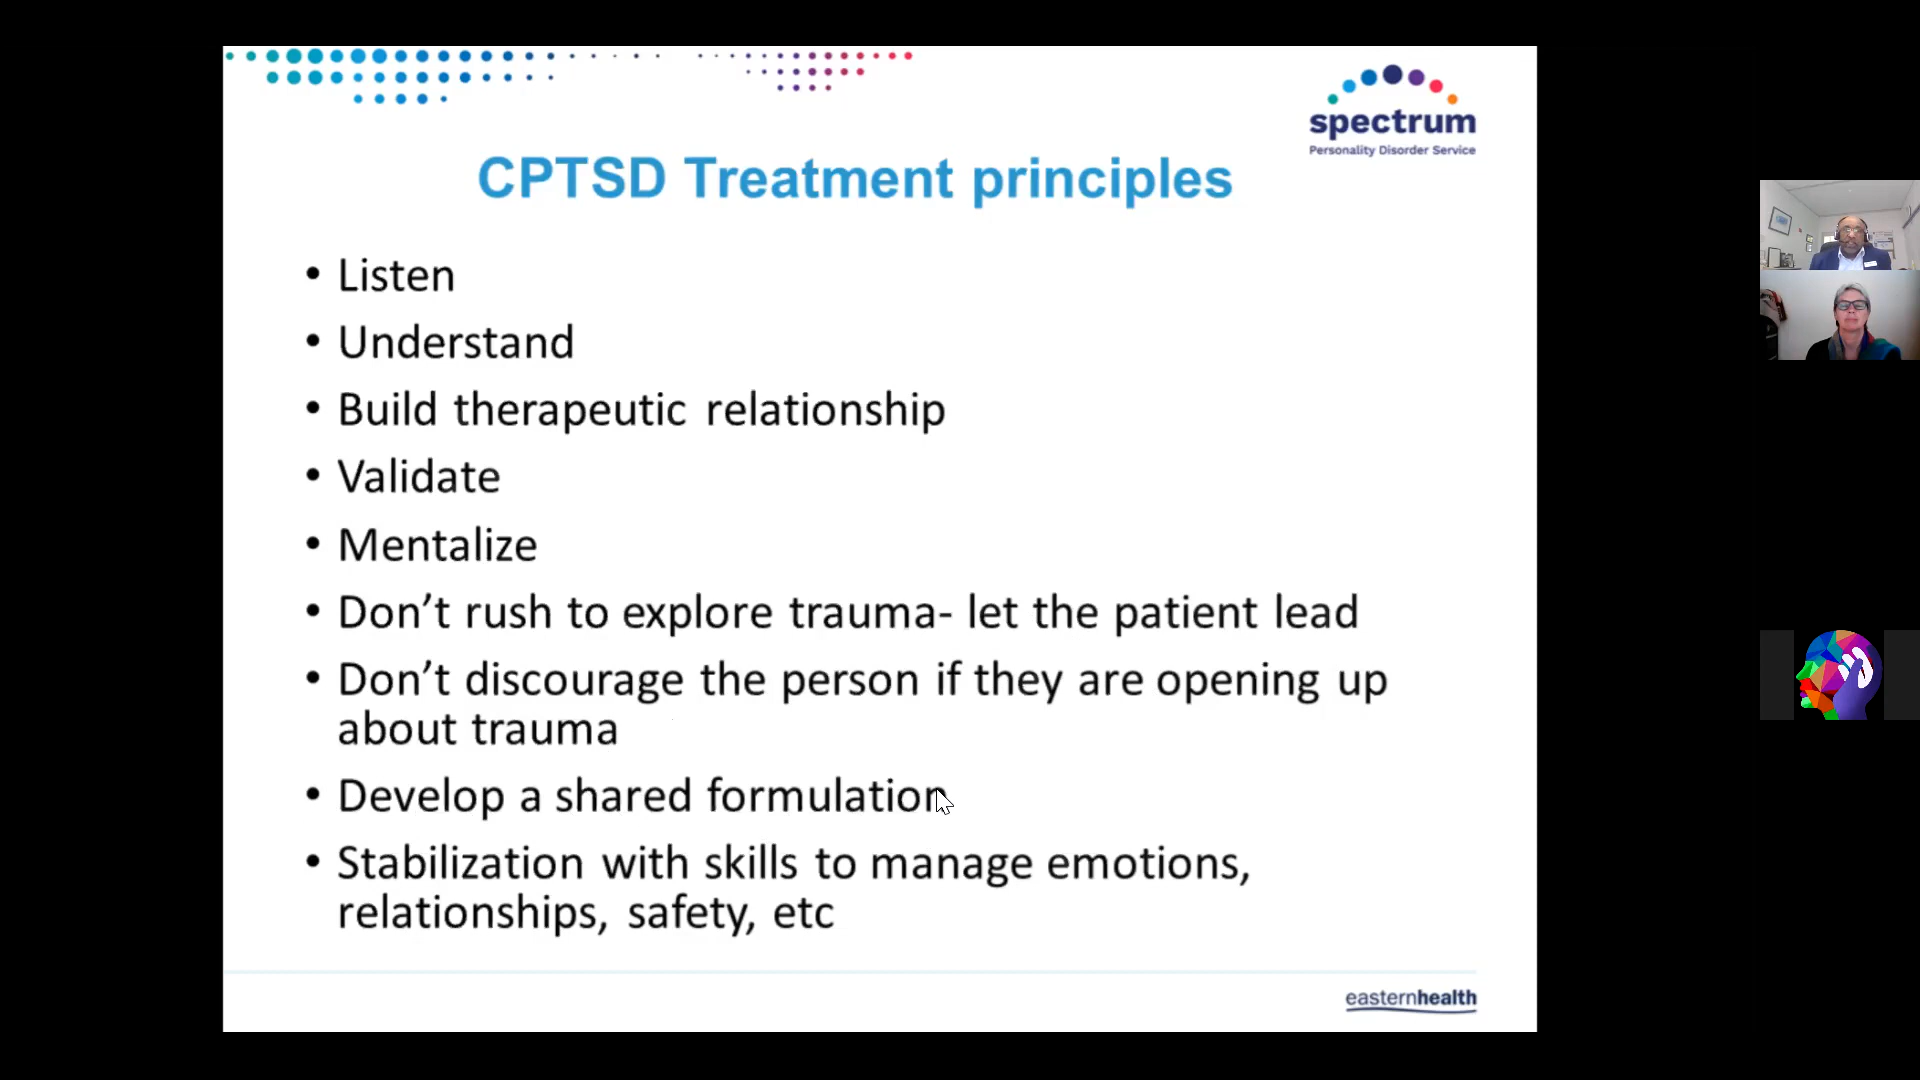 spectrum
Personality Disorder Service
CPTSD Treatment principles
• Listen
• Understand
• Build therapeutic relationship
• Validate
• Mentalize
• Don’t rush to explore trauma- let the patient lead
• Don’t discourage the person if they are opening up
about trauma
• Develop a shared formulation
• Stabilization with skills to manage emotions,
relationships, safety, etc
easternhealth